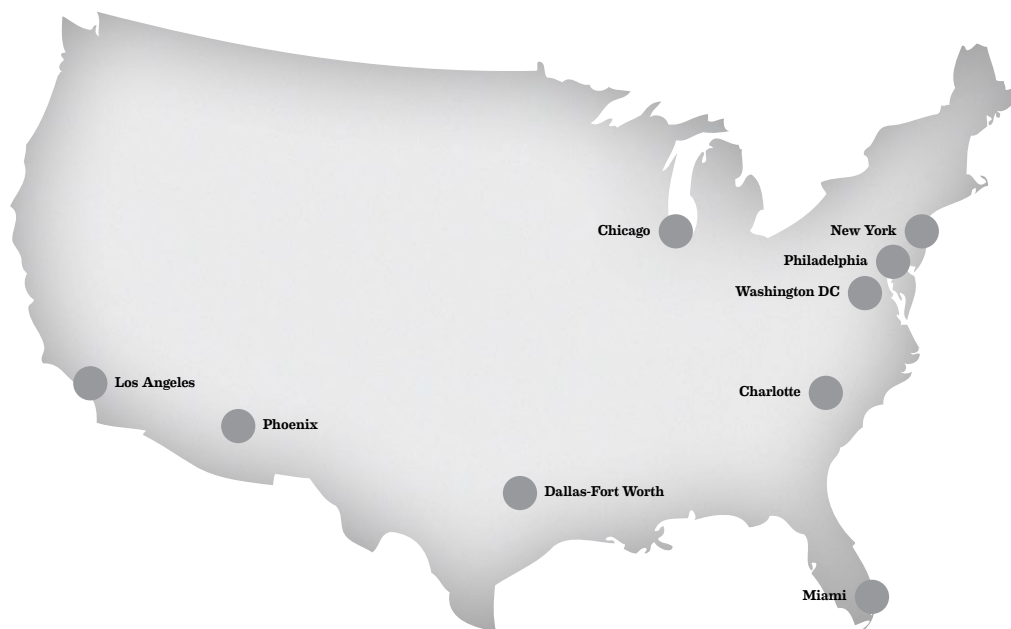 Chicago
New York
Philadelphia
Washington DC
Los Angeles
Charlotte
Phoenix
Dallas-Fort Worth
Miami